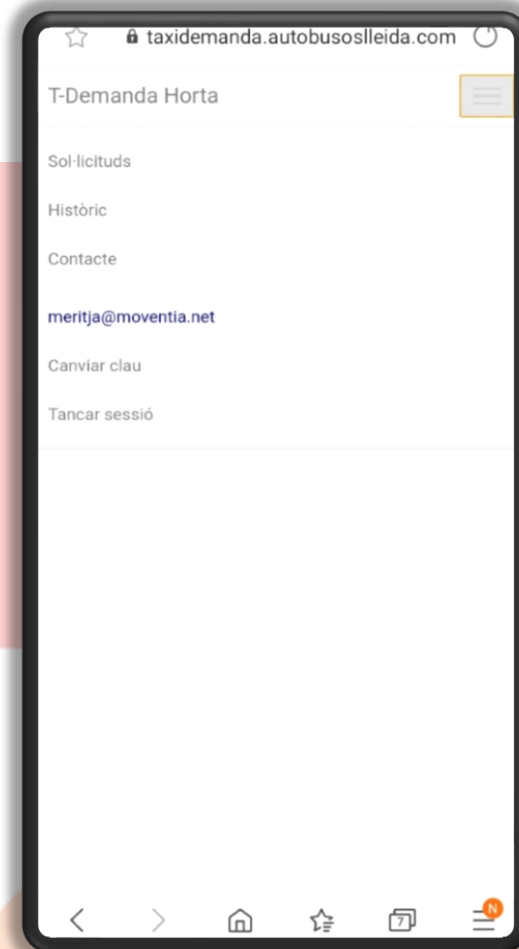 taxidemanda.autobusoslleida.com
T-Demanda Horta
Sol·licituds
Històric
Contacte
meritja@moventia.net
Canviar clau
Tancar sessió
7
N